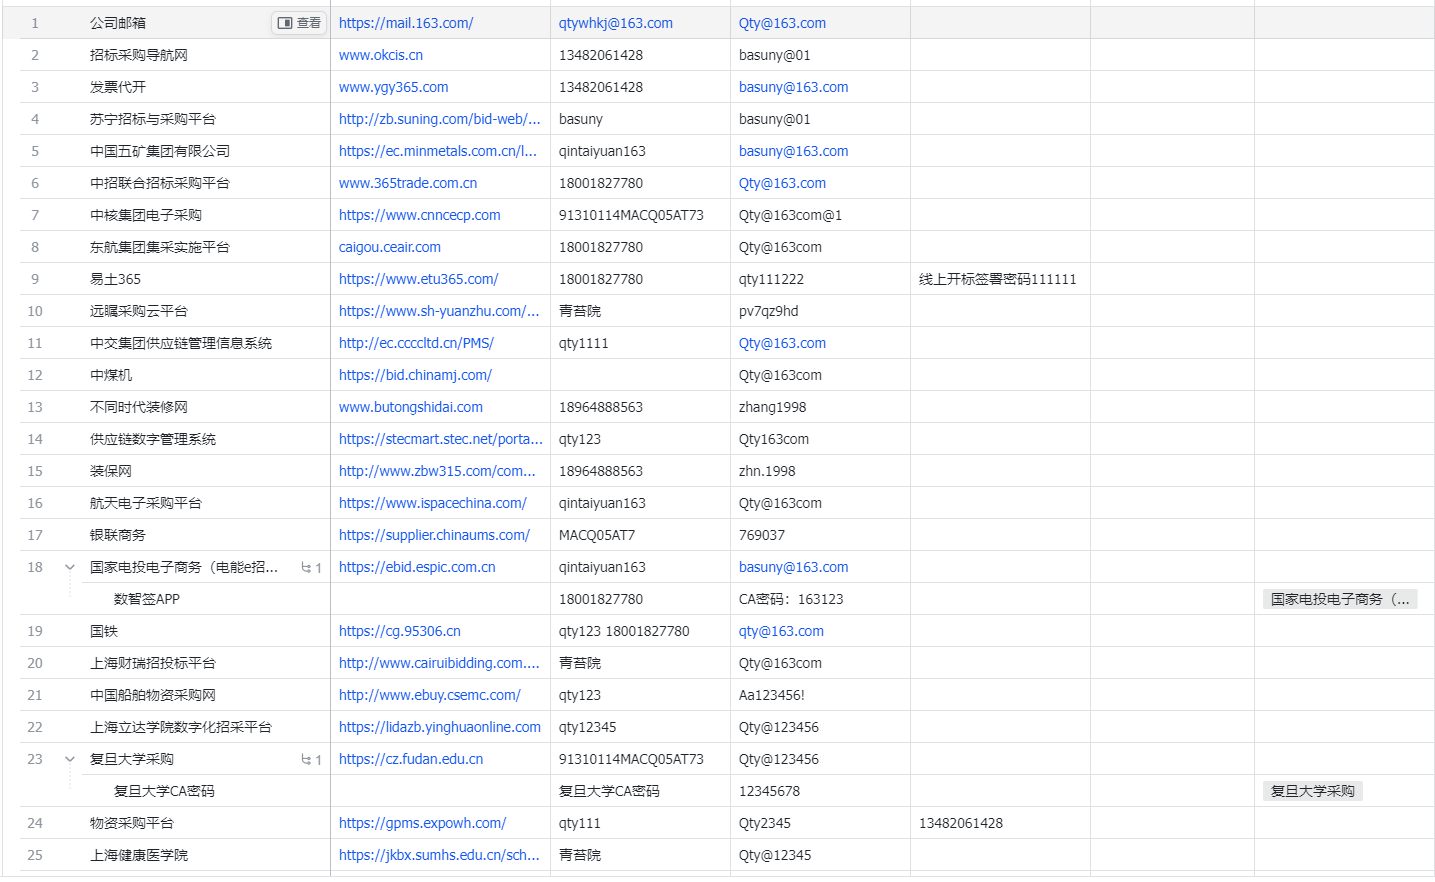 1 公司邮箱 查看 https://mail.163.com/ qtywhkj@163.com Qty@163.com
2 招标采购导航网 www.okcis.cn 13482061428 basuny@01
3 发票代开 www.ygy365.com 13482061428 basuny@163.com
4 苏宁招标与采购平台 http://zb.suning.com/bid-web/... basuny basuny@01
5 中国五矿集团有限公司 https://ec.minmetals.com.cn/l... qintaiyuan163 basuny@163.com
6 中招联合招标采购平台 www.365trade.com.cn 18001827780 Qty@163.com
7 中核集团电子采购 https://www.cnncecp.com 91310114MACQ05AT73 Qty@163com@1
8 东航集团集采实施平台 caigou.ceair.com 18001827780 Qty@163com
9 易土365 https://www.etu365.com/ 18001827780 qty111222 线上开标签署密码111111
10 远瞩采购云平台 https://www.sh-yuanzhu.com/... 青苔院 pv7qz9hd
11 中交集团供应链管理信息系统 http://ec.ccccltd.cn/PMS/ qty1111 Qty@163.com
12 中煤机 https://bid.chinamj.com/ Qty@163com
13 不同时代装修网 www.butongshidai.com 18964888563 zhang1998
14 供应链数字管理系统 https://stecmart.stec.net/porta... qty123 Qty163com
15 装保网 http://www.zbw315.com/com... 18964888563 zhn.1998
16 航天电子采购平台 https://www.ispacechina.com/ qintaiyuan163 Qty@163com
17 银联商务 https://supplier.chinaums.com/ MACQ05AT7 769037
18 国家电投电子商务（电能e招... 1 https://ebid.espic.com.cn qintaiyuan163 basuny@163.com
数智签APP 18001827780 CA密码：163123 国家电投电子商务（...
19 国铁 https://cg.95306.cn qty123 18001827780 qty@163.com
20 上海财瑞招投标平台 http://www.cairuibidding.com.... 青苔院 Qty@163com
21 中国船舶物资采购网 http://www.ebuy.csemc.com/ qty123 Aa123456!
22 上海立达学院数字化招采平台 https://lidazb.yinghuaonline.com qty12345 Qty@123456
23 复旦大学采购 1 https://cz.fudan.edu.cn 91310114MACQ05AT73 Qty@123456
复旦大学CA密码 复旦大学CA密码 12345678 复旦大学采购
24 物资采购平台 https://gpms.expowh.com/ qty111 Qty2345 13482061428
25 上海健康医学院 https://jkbx.sumhs.edu.cn/sch... 青苔院 Qty@12345